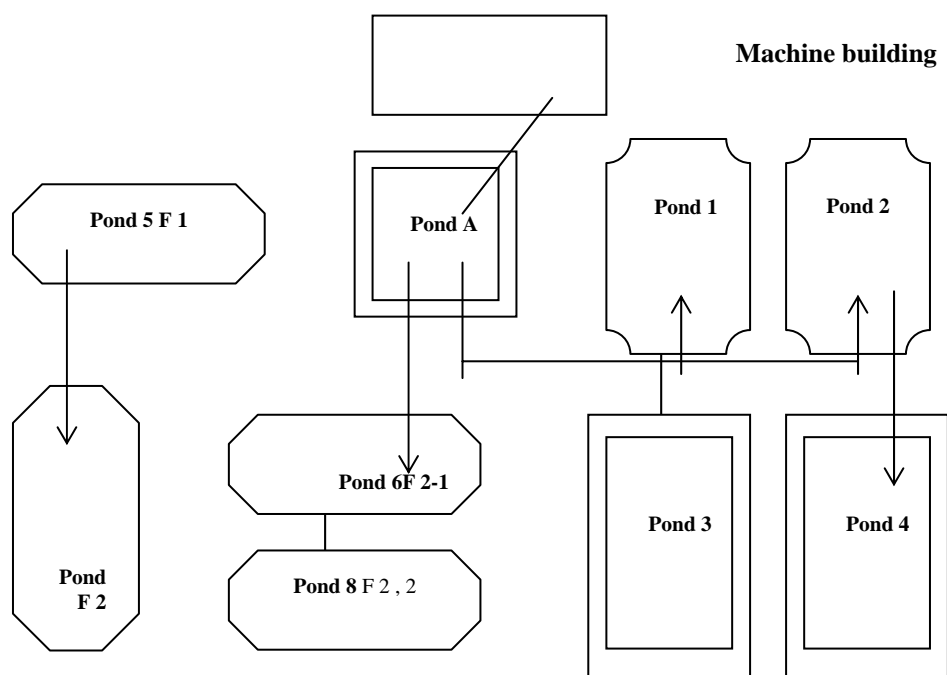 Machine building
Pond 1
Pond 2
Pond 5 F 1
Pond A
Pond 6F 2-1
Pond 3
Pond 4
Pond
F 2
Pond 8 F 2 , 2